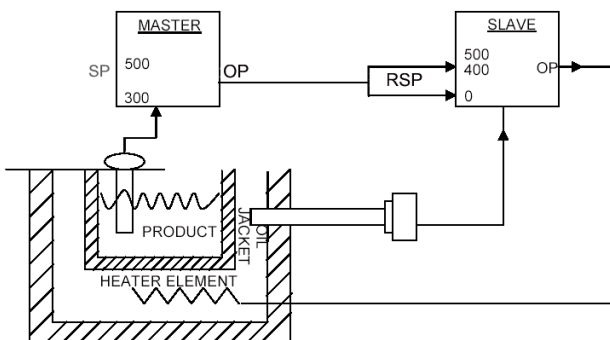 MASTER
SP 500 OP
300
SLAVE
500
400 OP
0
RSP
PRODUCT
OIL
JACKET
HEATER ELEMENT